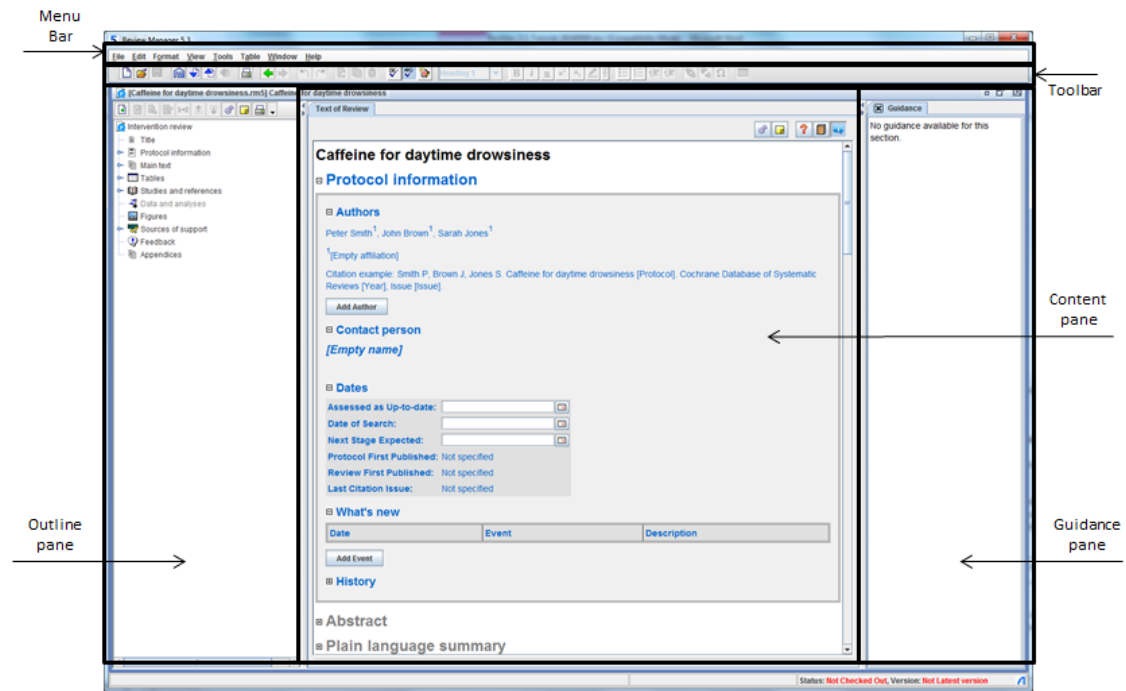 Menu
Bar
5 Review Manager 5.3
File Edit Format View Tools Table Window Help
Heading 1
Toolbar
[Caffeine for daytime drowsiness.rm5] Caffeine for daytime drowsiness
Intervention review
Title
Protocol information
Main text
Tables
Studies and references
Data and analyses
Figures
Sources of support
Feedback
Appendices
Text of Review
Caffeine for daytime drowsiness
Protocol information
Authors
Peter Smith1, John Brown1, Sarah Jones1
1[Empty affiliation]
Citation example: Smith P, Brown J, Jones S. Caffeine for daytime drowsiness [Protocol]. Cochrane Database of Systematic
Reviews [Year], Issue [Issue].
Add Author
Contact person
[Empty name]
Dates
Assessed as Up-to-date:
Date of Search:
Next Stage Expected:
Protocol First Published: Not specified
Review First Published: Not specified
Last Citation Issue: Not specified
What's new
Date Event Description
Add Event
History
Abstract
Plain language summary
Guidance
No guidance available for this
section.
Content
pane
Outline
pane
Guidance
pane
Status: Not Checked Out, Version: Not Latest version